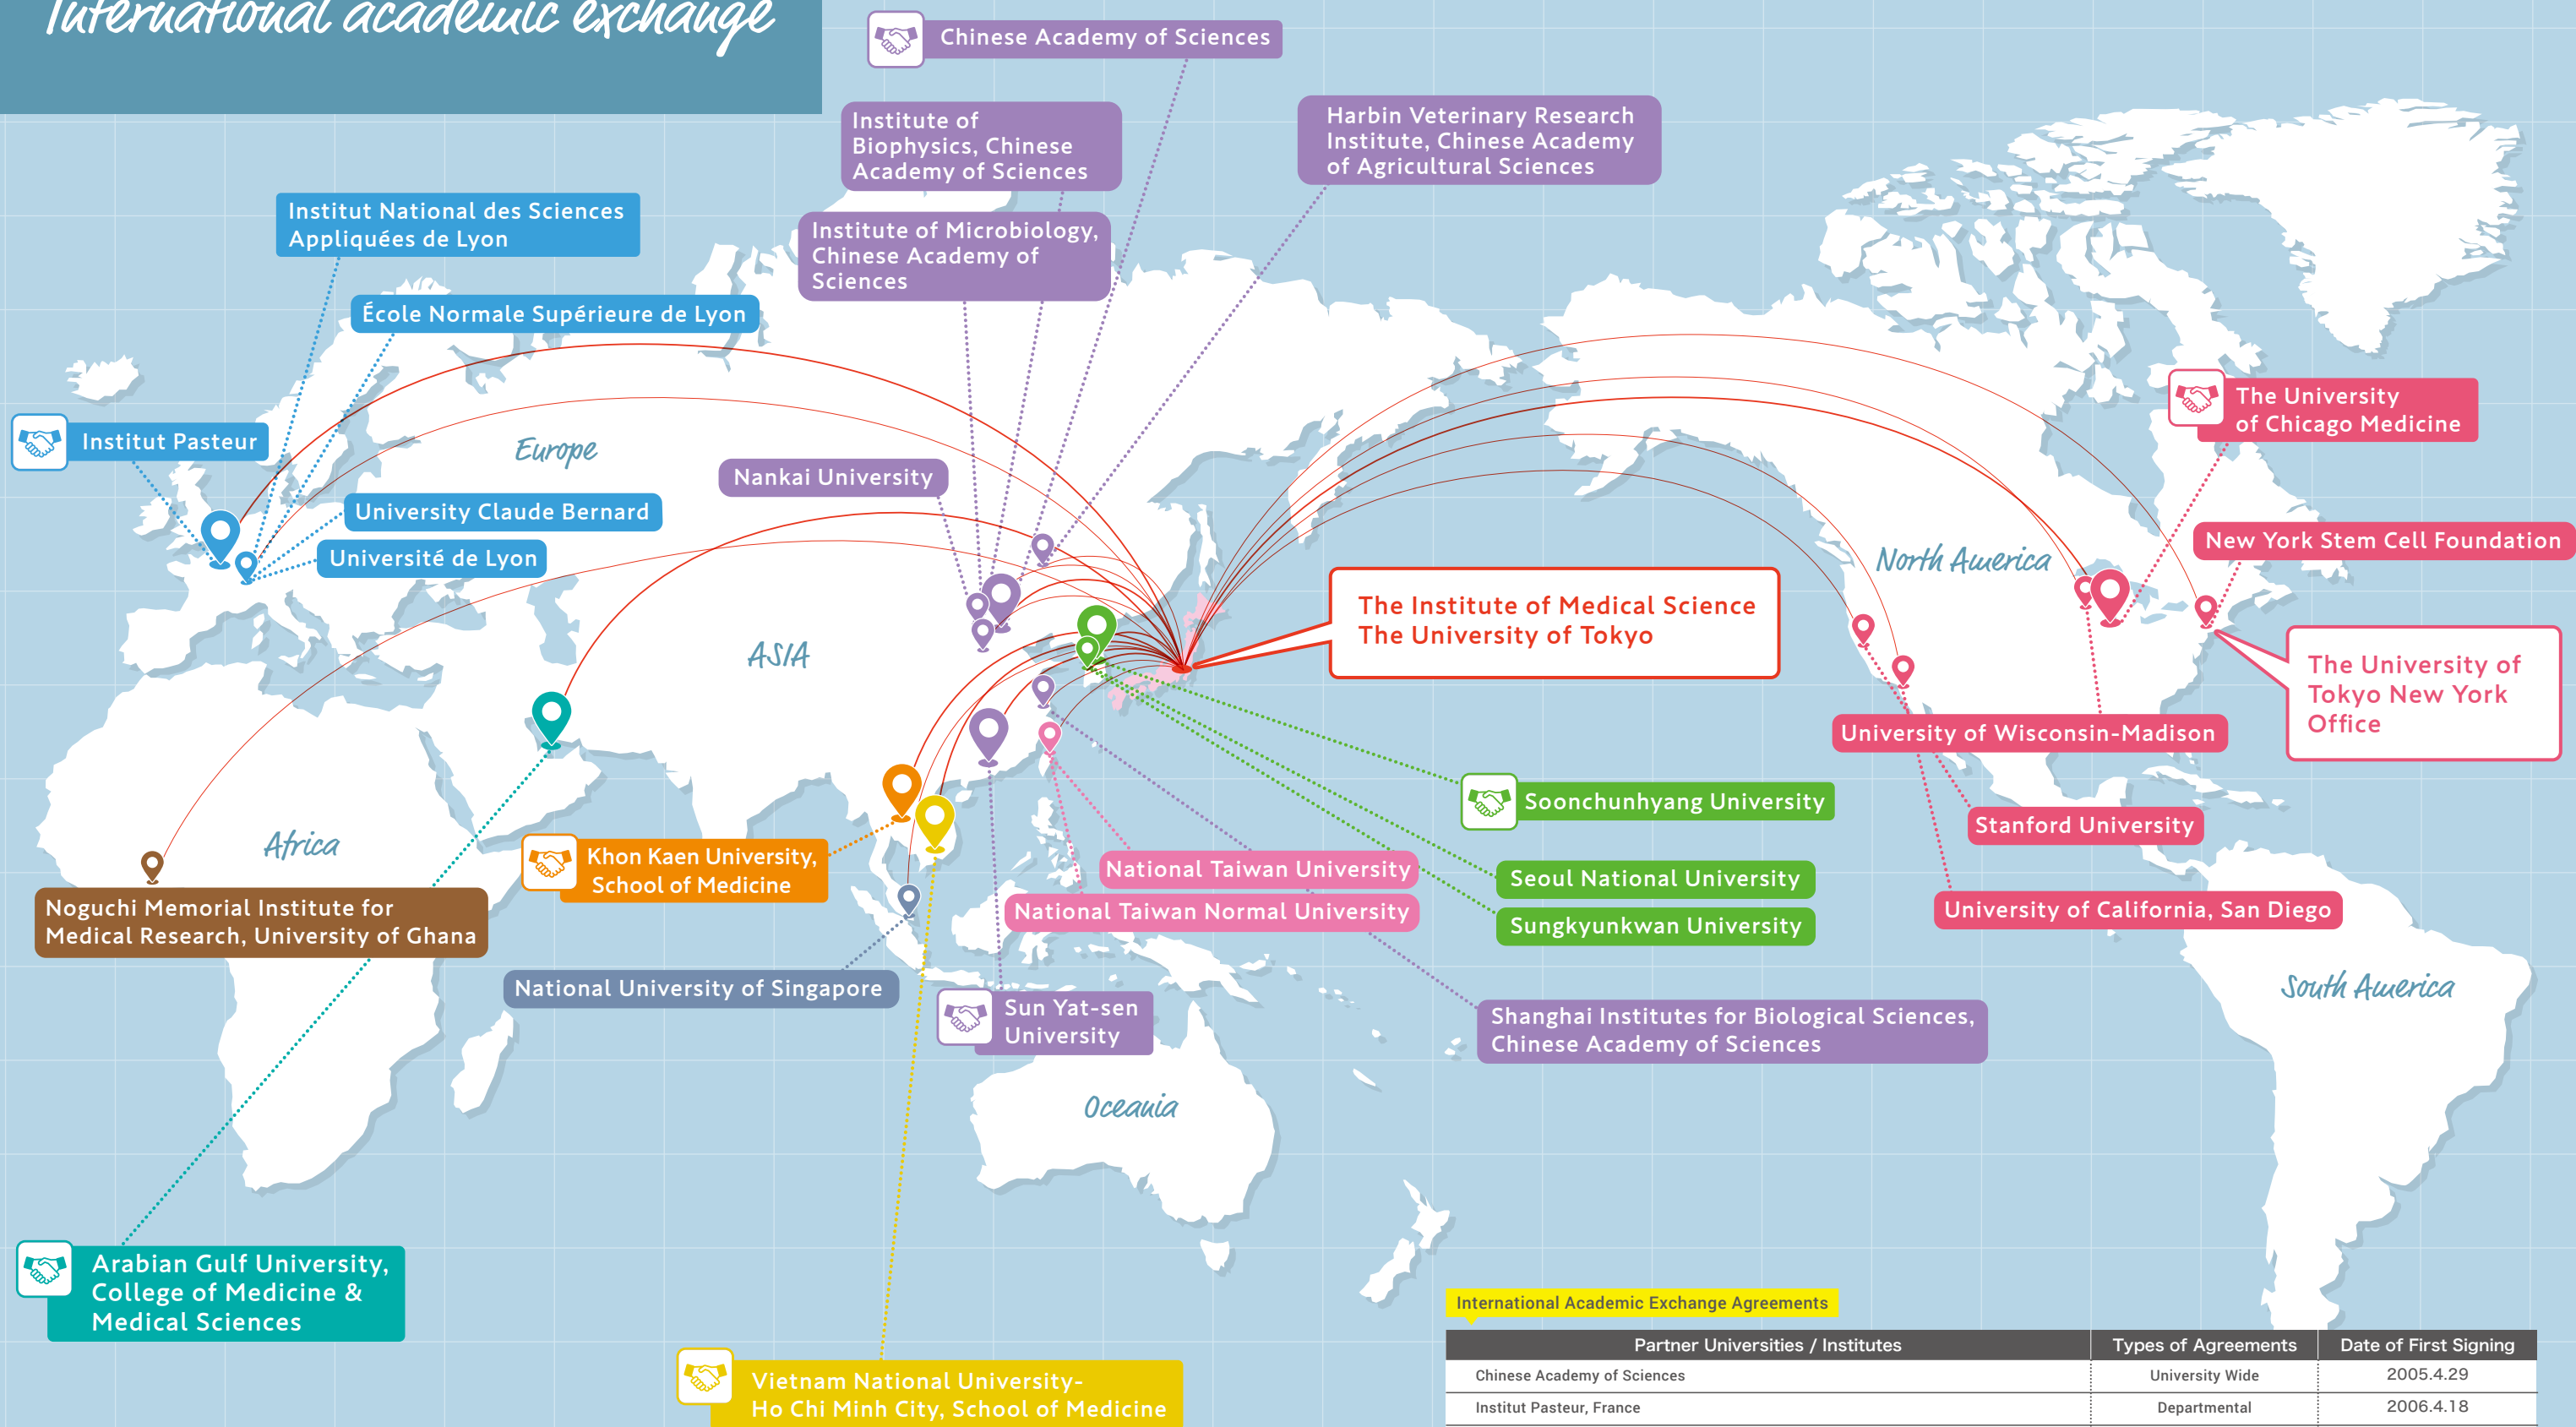 International academic exchange
Chinese Academy of Sciences
Institute of
Biophysics, Chinese
Academy of Sciences
Harbin Veterinary Research
Institute, Chinese Academy
of Agricultural Sciences
Institut National des Sciences
Appliquées de Lyon
Institute of Microbiology,
Chinese Academy of
Sciences
École Normale Supérieure de Lyon
The University
of Chicago Medicine
Institut Pasteur
Europe
Nankai University
University Claude Bernard
New York Stem Cell Foundation
Université de Lyon
North America
The Institute of Medical Science
The University of Tokyo
ASIA
The University of
Tokyo New York
Office
University of Wisconsin-Madison
Soonchunhyang University
Stanford University
Africa
Khon Kaen University,
School of Medicine
National Taiwan University
Seoul National University
Noguchi Memorial Institute for
Medical Research, University of Ghana
National Taiwan Normal University
Sungkyunkwan University
University of California, San Diego
National University of Singapore
South America
Sun Yat-sen
University
Shanghai Institutes for Biological Sciences,
Chinese Academy of Sciences
Oceania
Arabian Gulf University,
College of Medicine &
Medical Sciences
Vietnam National University-
Ho Chi Minh City, School of Medicine
International Academic Exchange Agreements
Partner Universities / Institutes Types of Agreements Date of First Signing
Chinese Academy of Sciences University Wide 2005.4.29
Institut Pasteur, France Departmental 2006.4.18